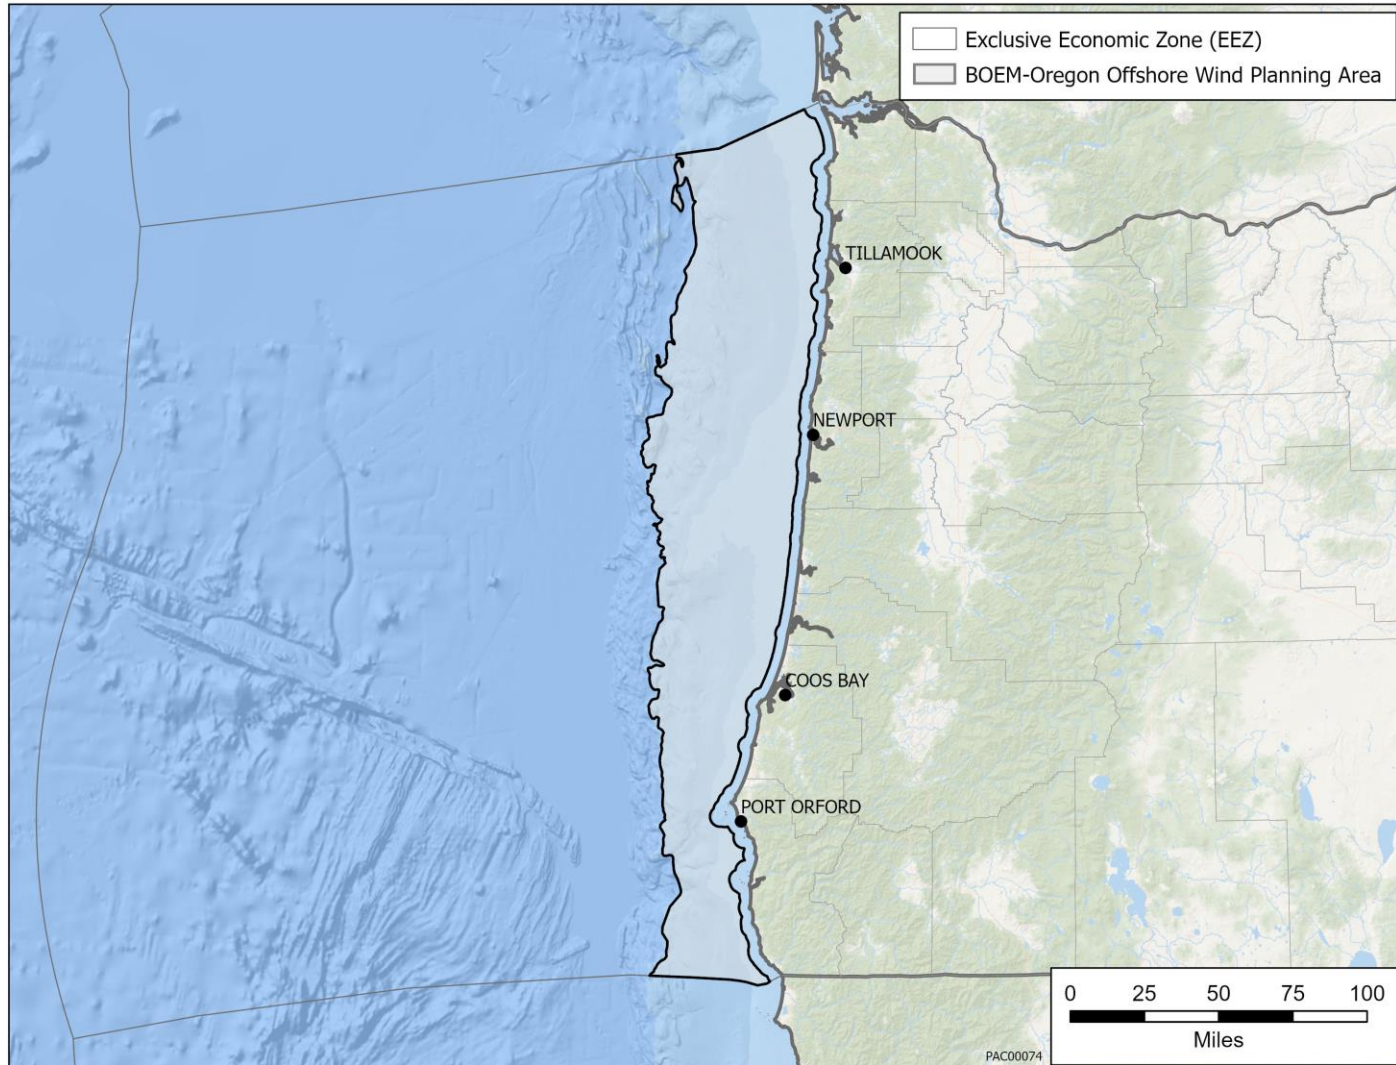 Exclusive Economic Zone (EEZ)
BOEM-Oregon Offshore Wind Planning Area
TILLAMOOK
NEWPORT
COOS BAY
PORT ORFORD
0 25 50 75 100
Miles
PAC00074